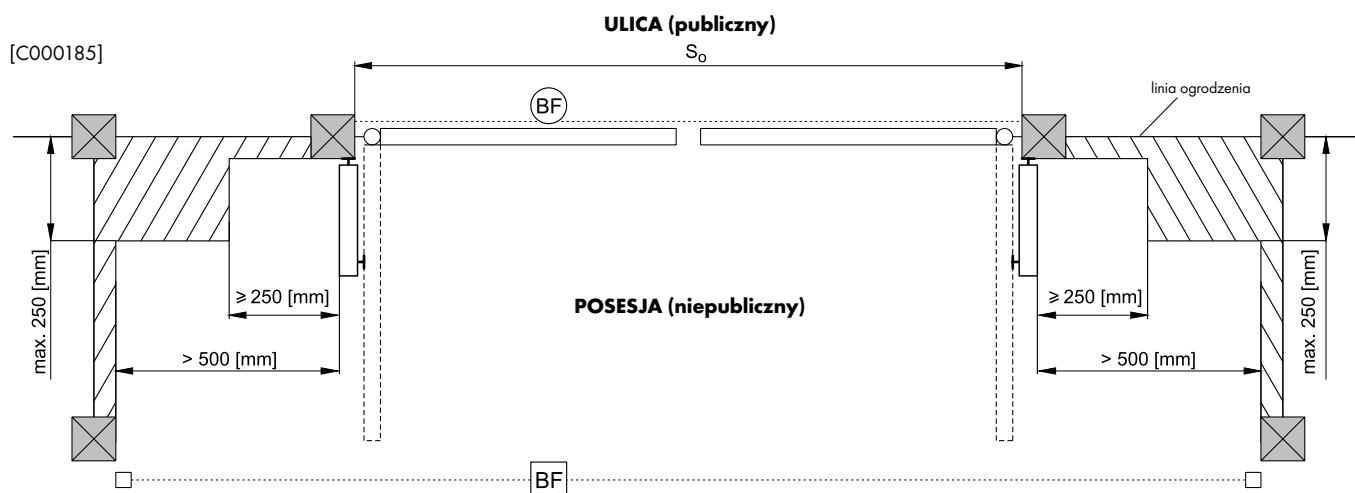 ULICA (publiczny)
[C000185]
So
linia ogrodzenia
BF
max. 250 [mm]
⩾ 250 [mm]
> 500 [mm]
POSESJA (niepubliczny)
⩾ 250 [mm]
> 500 [mm]
max. 250 [mm]
BF